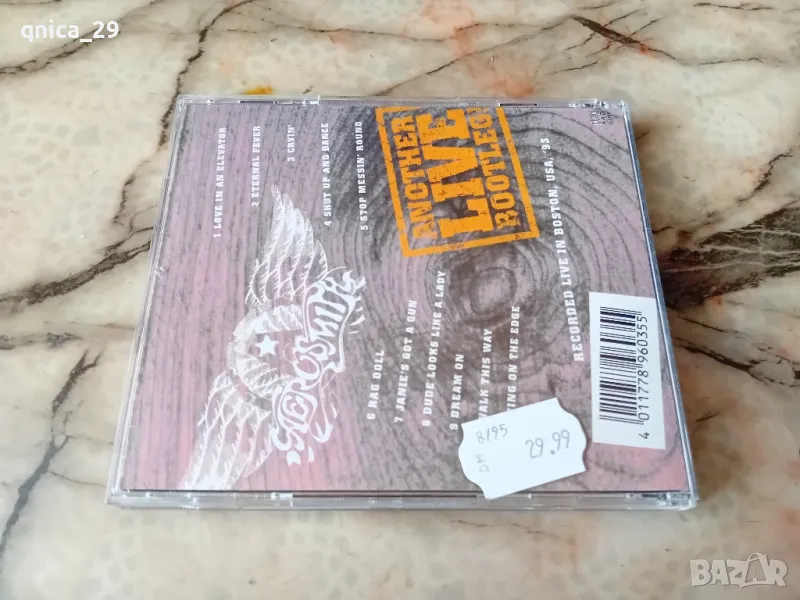 qnica_29
1 LOVE IN AN ELEVATOR
2 ETERNAL FEVER
3 CRYIN'
4 SHUT UP AND DANCE
5 STOP MESSIN' ROUND
ANOTHER
LIVE
BOOTLEG
AEROSMITH
6 RAG DOLL
7 JANIE'S GOT A GUN
8 DUDE LOOKS LIKE A LADY
9 DREAM ON
WALK THIS WAY
ON THE EDGE
RECORDED LIVE IN BOSTON, USA, '93
8/95
DM 29.99
4 011778 960355
BAZAR